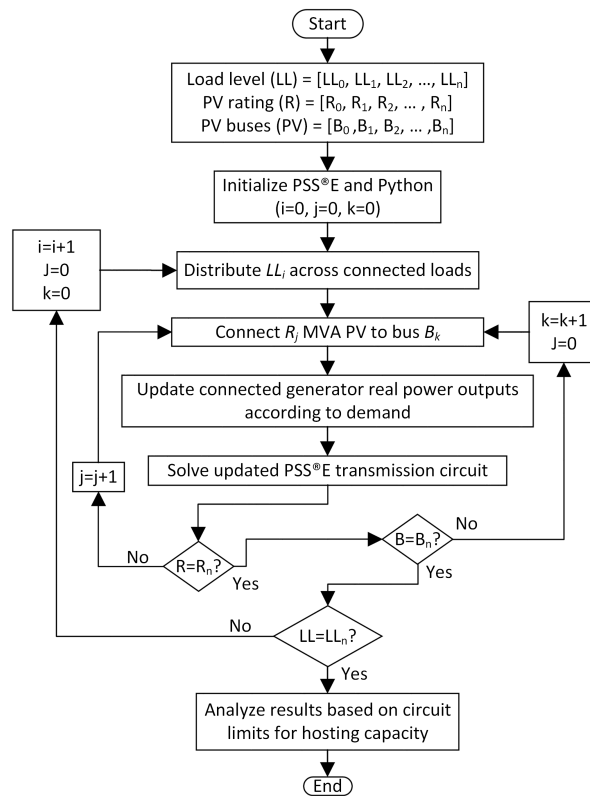 Start
Load level (LL) = [LL₀, LL₁, LL₂, ..., LLₙ]
PV rating (R) = [R₀, R₁, R₂, ... , Rₙ]
PV buses (PV) = [B₀ ,B₁, B₂, ... ,Bₙ]
Initialize PSS®E and Python
(i=0, j=0, k=0)
i=i+1
J=0
k=0
Distribute LLᵢ across connected loads
Connect Rⱼ MVA PV to bus Bₖ
k=k+1
J=0
Update connected generator real power outputs
according to demand
Solve updated PSS®E transmission circuit
j=j+1
No
R=Rₙ?
Yes
B=Bₙ?
No
Yes
No
LL=LLₙ?
Yes
Analyze results based on circuit
limits for hosting capacity
End